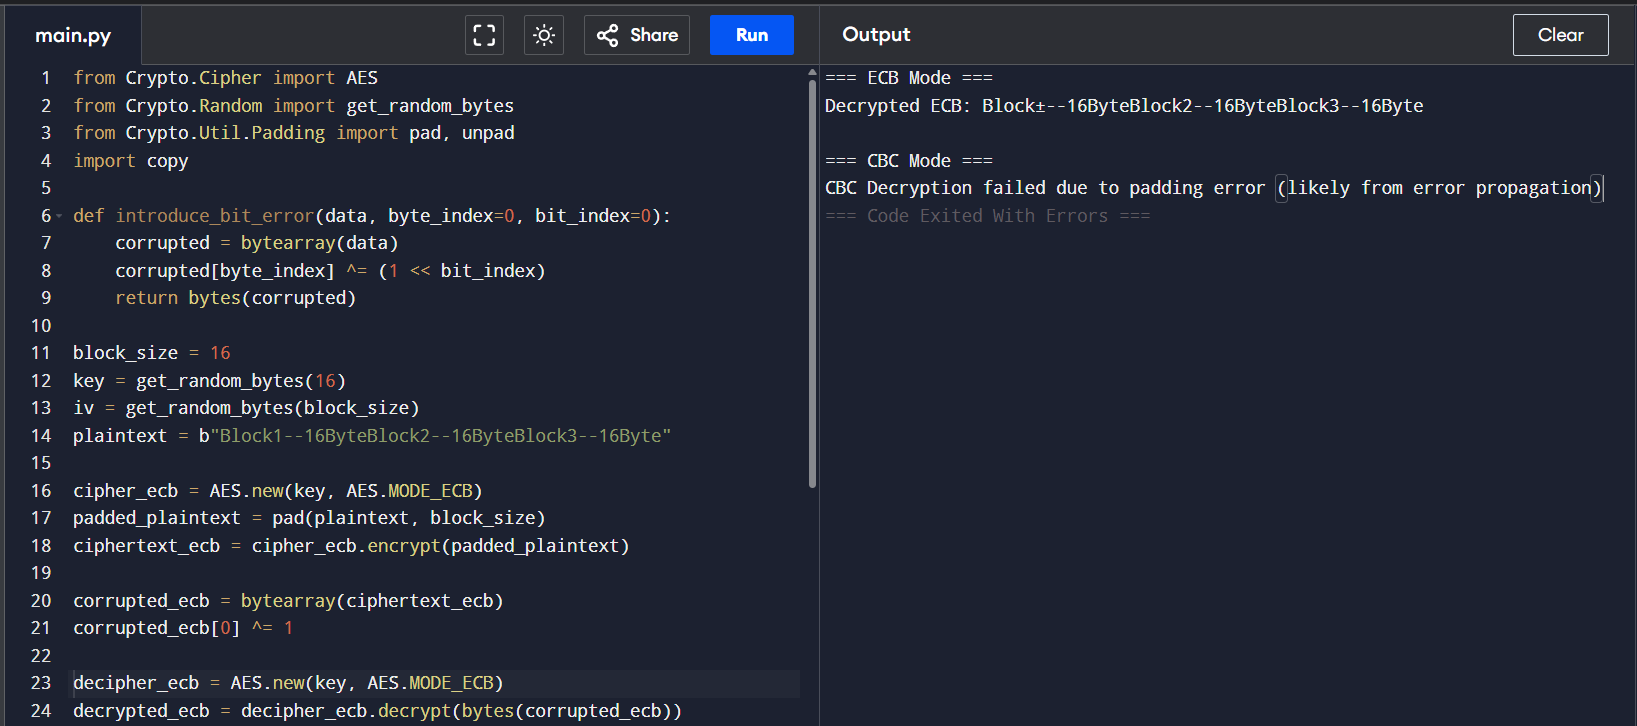 main.py
Share
Run
Output
Clear
1 from Crypto.Cipher import AES
2 from Crypto.Random import get_random_bytes
3 from Crypto.Util.Padding import pad, unpad
4 import copy
5
6 def introduce_bit_error(data, byte_index=0, bit_index=0):
7     corrupted = bytearray(data)
8     corrupted[byte_index] ^= (1 << bit_index)
9     return bytes(corrupted)
10
11 block_size = 16
12 key = get_random_bytes(16)
13 iv = get_random_bytes(block_size)
14 plaintext = b"Block1--16ByteBlock2--16ByteBlock3--16Byte"
15
16 cipher_ecb = AES.new(key, AES.MODE_ECB)
17 padded_plaintext = pad(plaintext, block_size)
18 ciphertext_ecb = cipher_ecb.encrypt(padded_plaintext)
19
20 corrupted_ecb = bytearray(ciphertext_ecb)
21 corrupted_ecb[0] ^= 1
22
23 decipher_ecb = AES.new(key, AES.MODE_ECB)
24 decrypted_ecb = decipher_ecb.decrypt(bytes(corrupted_ecb))
=== ECB Mode ===
Decrypted ECB: Block±--16ByteBlock2--16ByteBlock3--16Byte

=== CBC Mode ===
CBC Decryption failed due to padding error (likely from error propagation)
=== Code Exited With Errors ===